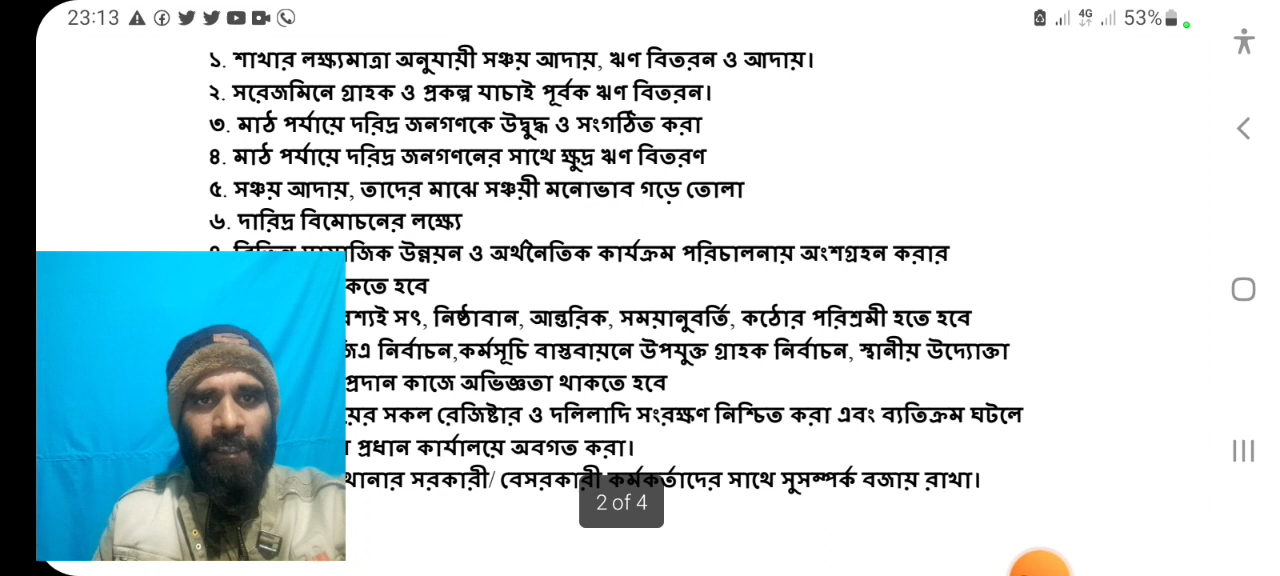 23:13 4G 53%
১. শাখার লক্ষ্যমাত্রা অনুযায়ী সঞ্চয় আদায়, ঋণ বিতরন ও আদায়।
২. সরেজমিনে গ্রাহক ও প্রকল্প যাচাই পূর্বক ঋণ বিতরন।
৩. মাঠ পর্যায়ে দরিদ্র জনগণকে উদ্বুদ্ধ ও সংগঠিত করা
৪. মাঠ পর্যায়ে দরিদ্র জনগণনের সাথে ক্ষুদ্র ঋণ বিতরণ
৫. সঞ্চয় আদায়, তাদের মাঝে সঞ্চয়ী মনোভাব গড়ে তোলা
৬. দারিদ্র বিমোচনের লক্ষ্যে
উন্নয়ন ও অর্থনৈতিক কার্যক্রম পরিচালনায় অংশগ্রহন করার
কতে হবে
শ্যই সৎ, নিষ্ঠাবান, আন্তরিক, সময়ানুবর্তি, কঠোর পরিশ্রমী হতে হবে
জিএ নির্বাচন,কর্মসূচি বাস্তবায়নে উপযুক্ত গ্রাহক নির্বাচন, স্থানীয় উদ্যোক্তা
প্রদান কাজে অভিজ্ঞতা থাকতে হবে
য়ের সকল রেজিষ্টার ও দলিলাদি সংরক্ষণ নিশ্চিত করা এবং ব্যতিক্রম ঘটলে
প্রধান কার্যালয়ে অবগত করা।
থানার সরকারী/ বেসরকারী কর্মকর্তাদের সাথে সুসম্পর্ক বজায় রাখা।
2 of 4